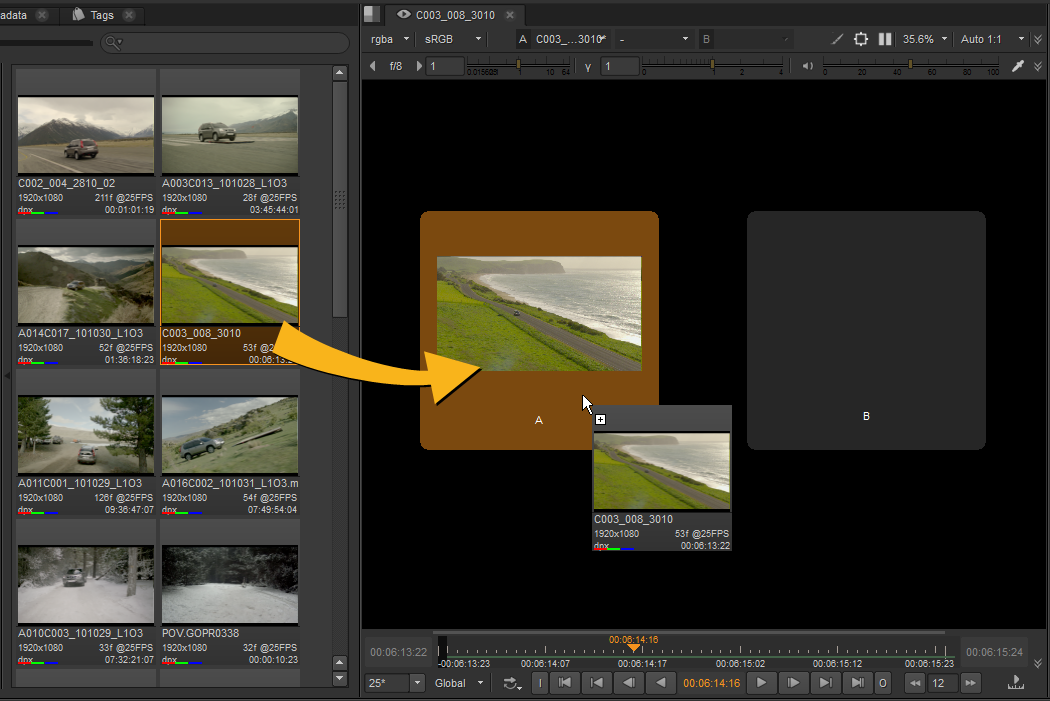 adata Tags
C003_008_3010
rgba sRGB A C003_...3010* - B 35.6% Auto 1:1
f/8 1 0.015625 1 10 64 γ 1 0 1 2 4 0 20 40 60 80 100
C002_004_2810_02
1920x1080 211f @25FPS
dpx 00:01:01:19
A003C013_101028_L1O3
1920x1080 28f @25FPS
dpx 03:45:44:01
A014C017_101030_L1O3
1920x1080 52f @25FPS
dpx 01:36:18:23
C003_008_3010
1920x1080 53f @2
dpx 00:06:13:2
A011C001_101029_L1O3
1920x1080 126f @25FPS
dpx 09:36:47:07
A016C002_101031_L1O3.m
1920x1080 54f @25FPS
dpx 07:49:54:04
A010C003_101029_L1O3
1920x1080 33f @25FPS
dpx 07:32:21:07
POV.GOPR0338
1920x1080 32f @25FPS
dpx 00:00:10:23
A
B
C003_008_3010
1920x1080 53f @25FPS
dpx 00:06:13:22
00:06:14:16
00:06:13:22 00:06:15:24
00:06:13:23 00:06:14:07 00:06:14:17 00:06:15:02 00:06:15:12 00:06:15:23
25* Global I 00:06:14:16 O 12